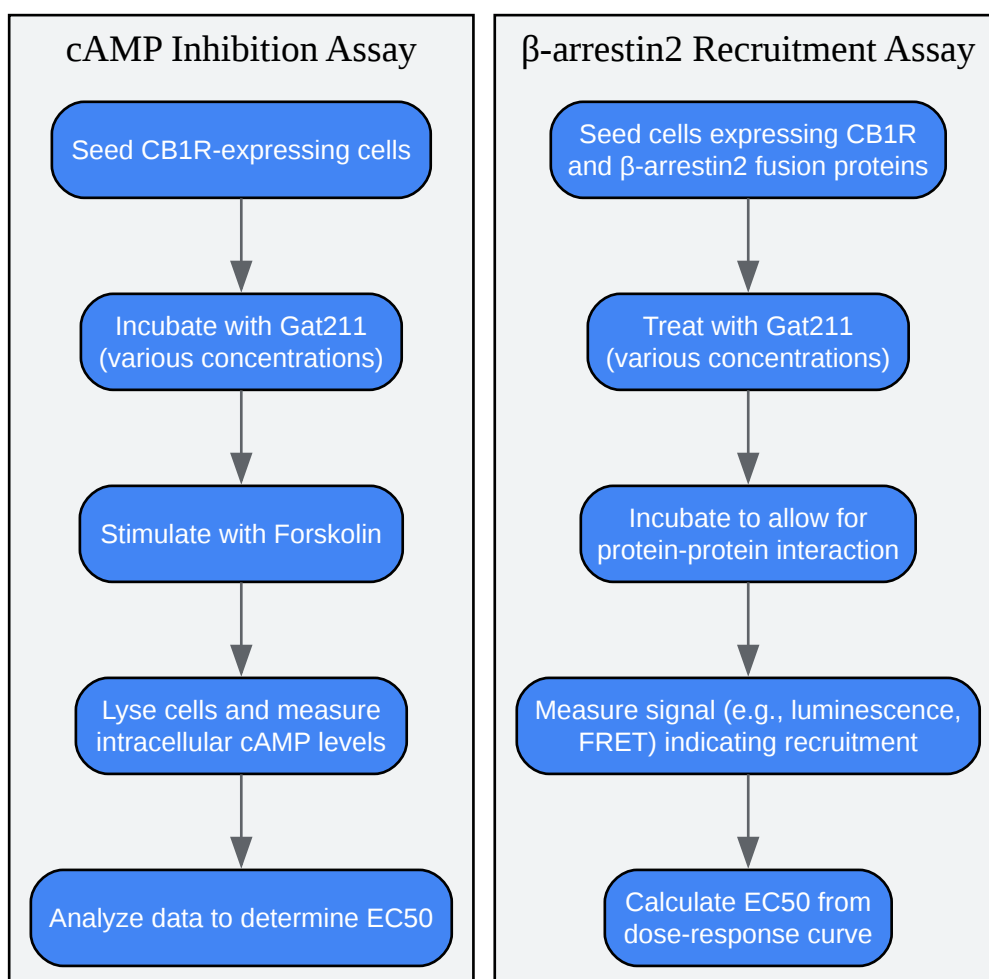 cAMP Inhibition Assay
Seed CB1R-expressing cells
Incubate with Gat211
(various concentrations)
Stimulate with Forskolin
Lyse cells and measure
intracellular cAMP levels
Analyze data to determine EC50
β-arrestin2 Recruitment Assay
Seed cells expressing CB1R
and β-arrestin2 fusion proteins
Treat with Gat211
(various concentrations)
Incubate to allow for
protein-protein interaction
Measure signal (e.g., luminescence,
FRET) indicating recruitment
Calculate EC50 from
dose-response curve